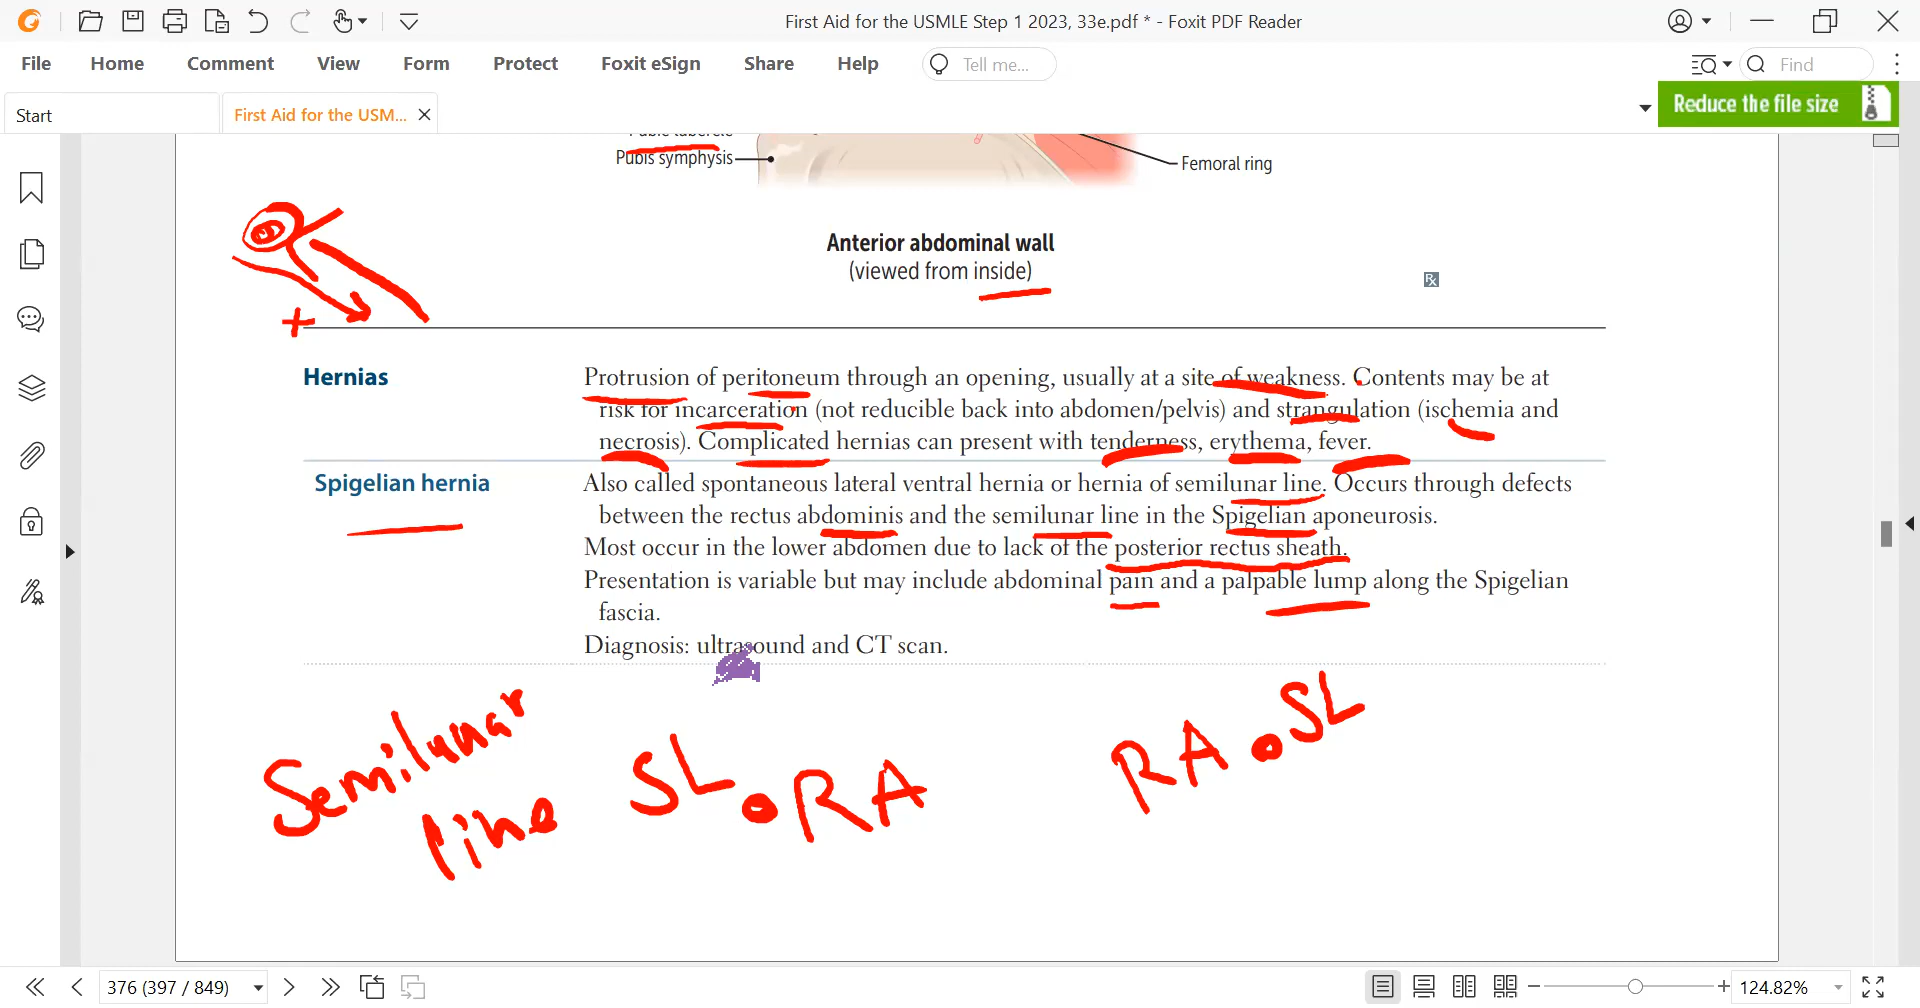 First Aid for the USMLE Step 1 2023, 33e.pdf * - Foxit PDF Reader
File Home Comment View Form Protect Foxit eSign Share Help Tell me... Find
Start First Aid for the USM... Reduce the file size
Pubic tubercle
Pubis symphysis
Femoral ring
Anterior abdominal wall
(viewed from inside)
Rx
Hernias
Protrusion of peritoneum through an opening, usually at a site of weakness. Contents may be at
risk for incarceration (not reducible back into abdomen/pelvis) and strangulation (ischemia and
necrosis). Complicated hernias can present with tenderness, erythema, fever.
Spigelian hernia
Also called spontaneous lateral ventral hernia or hernia of semilunar line. Occurs through defects
between the rectus abdominis and the semilunar line in the Spigelian aponeurosis.
Most occur in the lower abdomen due to lack of the posterior rectus sheath.
Presentation is variable but may include abdominal pain and a palpable lump along the Spigelian
fascia.
Diagnosis: ultrasound and CT scan.
Semilunar
line
SL RA
RA SL
376 (397 / 849) 124.82%